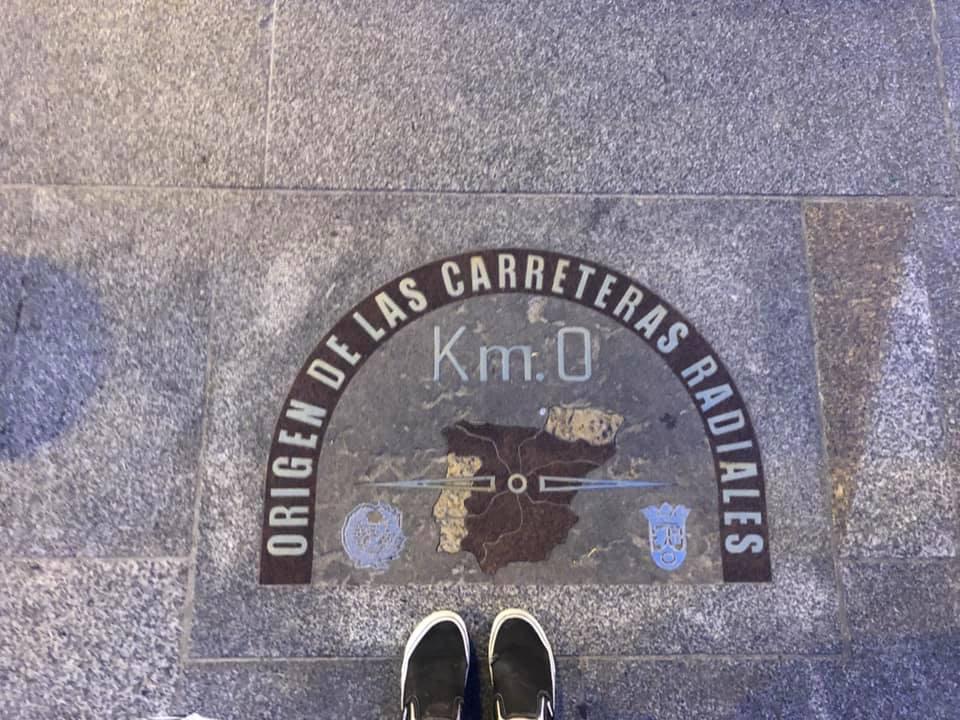 ORIGEN DE LAS CARRETERAS RADIALES
Km.0